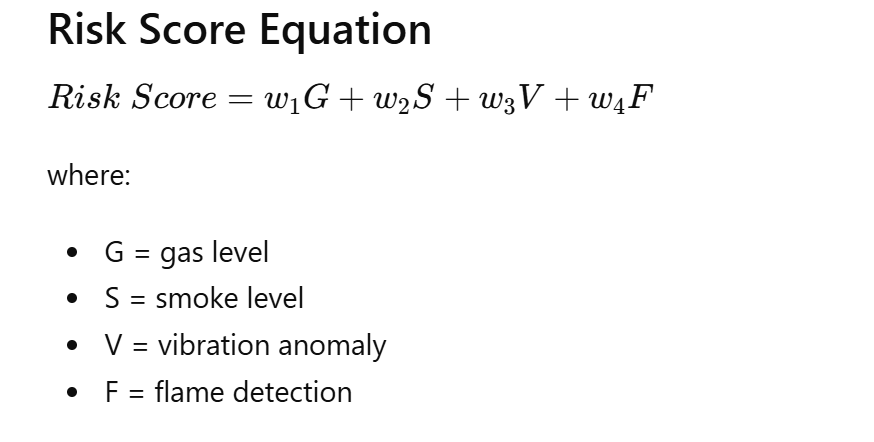 Risk Score Equation
Risk Score = w₁G + w₂S + w₃V + w₄F
where:
• G = gas level
• S = smoke level
• V = vibration anomaly
• F = flame detection